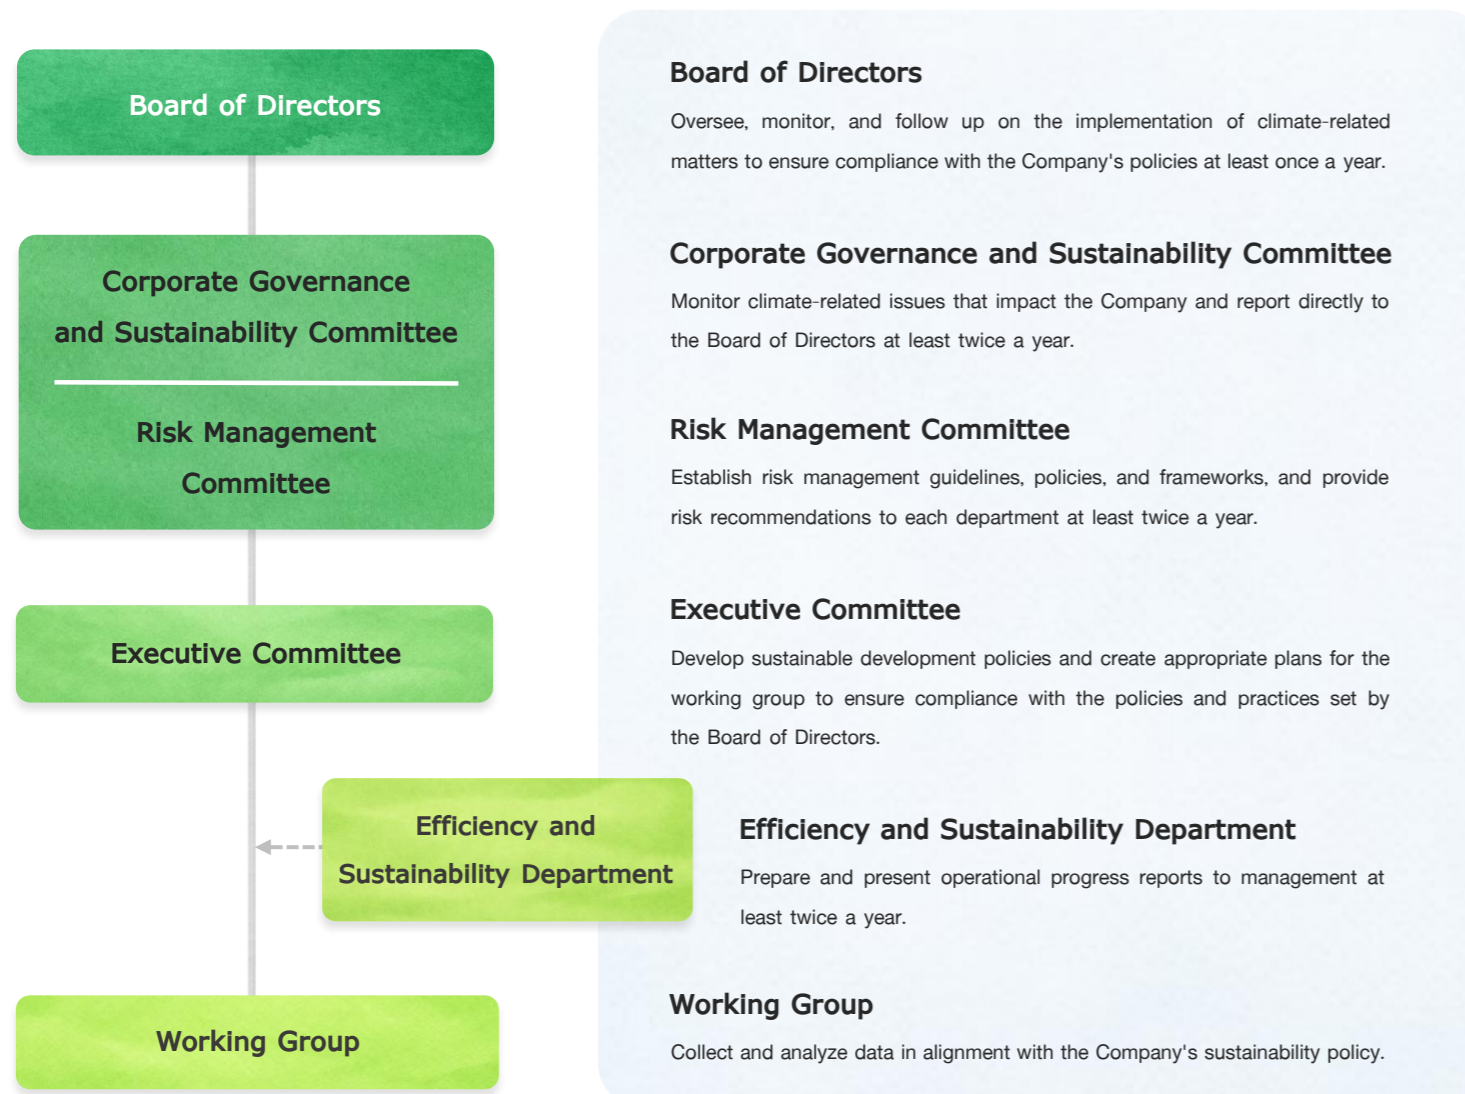 Board of Directors
Corporate Governance
and Sustainability Committee
Risk Management
Committee
Executive Committee
Efficiency and
Sustainability Department
Working Group
Board of Directors
Oversee, monitor, and follow up on the implementation of climate-related
matters to ensure compliance with the Company's policies at least once a year.
Corporate Governance and Sustainability Committee
Monitor climate-related issues that impact the Company and report directly to
the Board of Directors at least twice a year.
Risk Management Committee
Establish risk management guidelines, policies, and frameworks, and provide
risk recommendations to each department at least twice a year.
Executive Committee
Develop sustainable development policies and create appropriate plans for the
working group to ensure compliance with the policies and practices set by
the Board of Directors.
Efficiency and Sustainability Department
Prepare and present operational progress reports to management at
least twice a year.
Working Group
Collect and analyze data in alignment with the Company's sustainability policy.